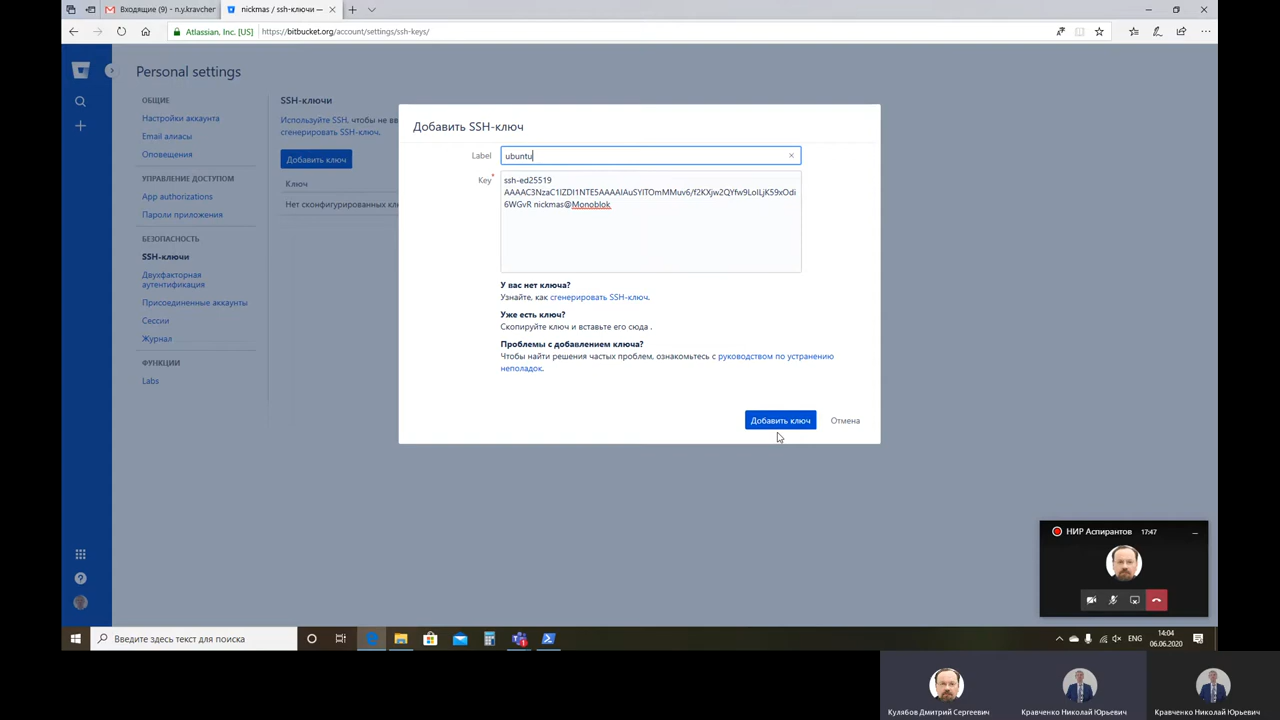 Входящие (9) - n.y.kravcher
nickmas / ssh-ключи —
Atlassian, Inc. [US]
https://bitbucket.org/account/settings/ssh-keys/
Personal settings
ОБЩИЕ
Настройки аккаунта
Email алиасы
Оповещения
УПРАВЛЕНИЕ ДОСТУПОМ
App authorizations
Пароли приложения
БЕЗОПАСНОСТЬ
SSH-ключи
Двухфакторная
аутентификация
Присоединенные аккаунты
Сессии
Журнал
ФУНКЦИИ
Labs
SSH-ключи
Используйте SSH, чтобы не вв
сгенерировать SSH-ключ.
Добавить ключ
Ключ
Нет сконфигурированных кл
Добавить SSH-ключ
Label
ubuntu
Key*
ssh-ed25519
AAAAC3NzaC1lZDI1NTE5AAAAIAuSYlTOmMMuv6/f2KXjw2QYfw9LolLjK59xOdi
6WGvR nickmas@Monoblok
У вас нет ключа?
Узнайте, как сгенерировать SSH-ключ.
Уже есть ключ?
Скопируйте ключ и вставьте его сюда .
Проблемы с добавлением ключа?
Чтобы найти решения частых проблем, ознакомьтесь с руководством по устранению
неполадок.
Добавить ключ
Отмена
НИР Аспирантов
17:47
Введите здесь текст для поиска
ENG
14:04
06.06.2020
Кулябов Дмитрий Сергеевич
Кравченко Николай Юрьевич
Кравченко Николай Юрьевич